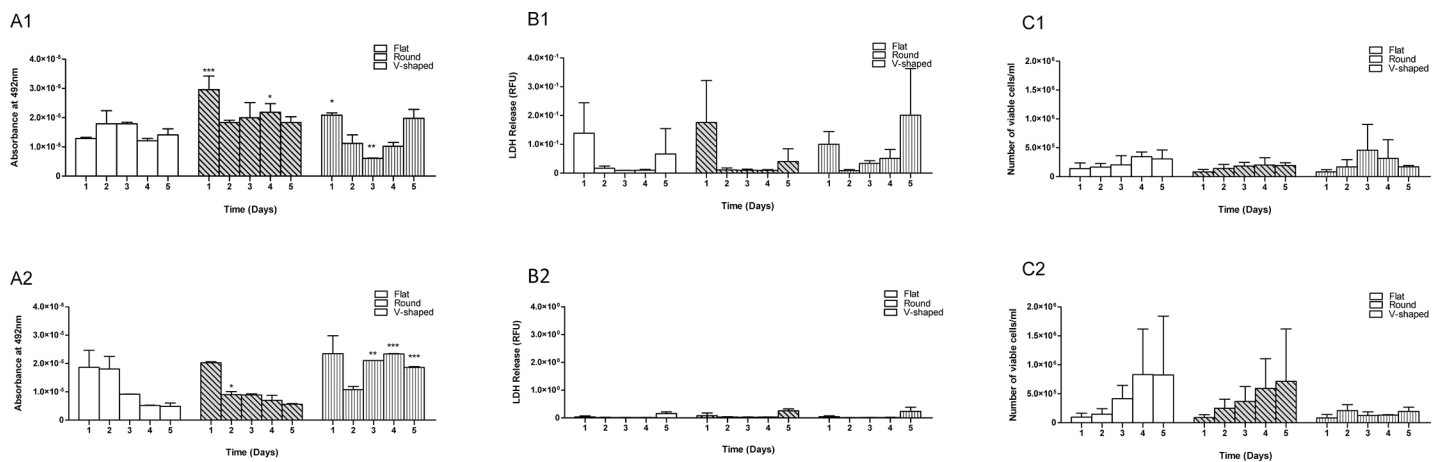 A1
Flat
Round
V-shaped
4.0×10⁻⁵
3.0×10⁻⁵
2.0×10⁻⁵
1.0×10⁻⁵
0
***
*
*
**
Absorbance at 492nm
1 2 3 4 5 1 2 3 4 5 1 2 3 4 5
Time (Days)
B1
Flat
Round
V-shaped
4.0×10⁻¹
3.0×10⁻¹
2.0×10⁻¹
1.0×10⁻¹
0
LDH Release (RFU)
1 2 3 4 5 1 2 3 4 5 1 2 3 4 5
Time (Days)
C1
Flat
Round
V-shaped
2.0×10⁶
1.5×10⁶
1.0×10⁶
5.0×10⁵
0
Number of viable cells/ml
1 2 3 4 5 1 2 3 4 5 1 2 3 4 5
Time (Days)
A2
Flat
Round
V-shaped
4.0×10⁻⁵
3.0×10⁻⁵
2.0×10⁻⁵
1.0×10⁻⁵
0
*
**
***
***
Absorbance at 492nm
1 2 3 4 5 1 2 3 4 5 1 2 3 4 5
Time (Days)
B2
Flat
Round
V-shaped
4.0×10⁰
3.0×10⁰
2.0×10⁰
1.0×10⁰
0
LDH Release (RFU)
1 2 3 4 5 1 2 3 4 5 1 2 3 4 5
Time (Days)
C2
Flat
Round
V-shaped
2.0×10⁶
1.5×10⁶
1.0×10⁶
5.0×10⁵
0
Number of viable cells/ml
1 2 3 4 5 1 2 3 4 5 1 2 3 4 5
Time (Days)